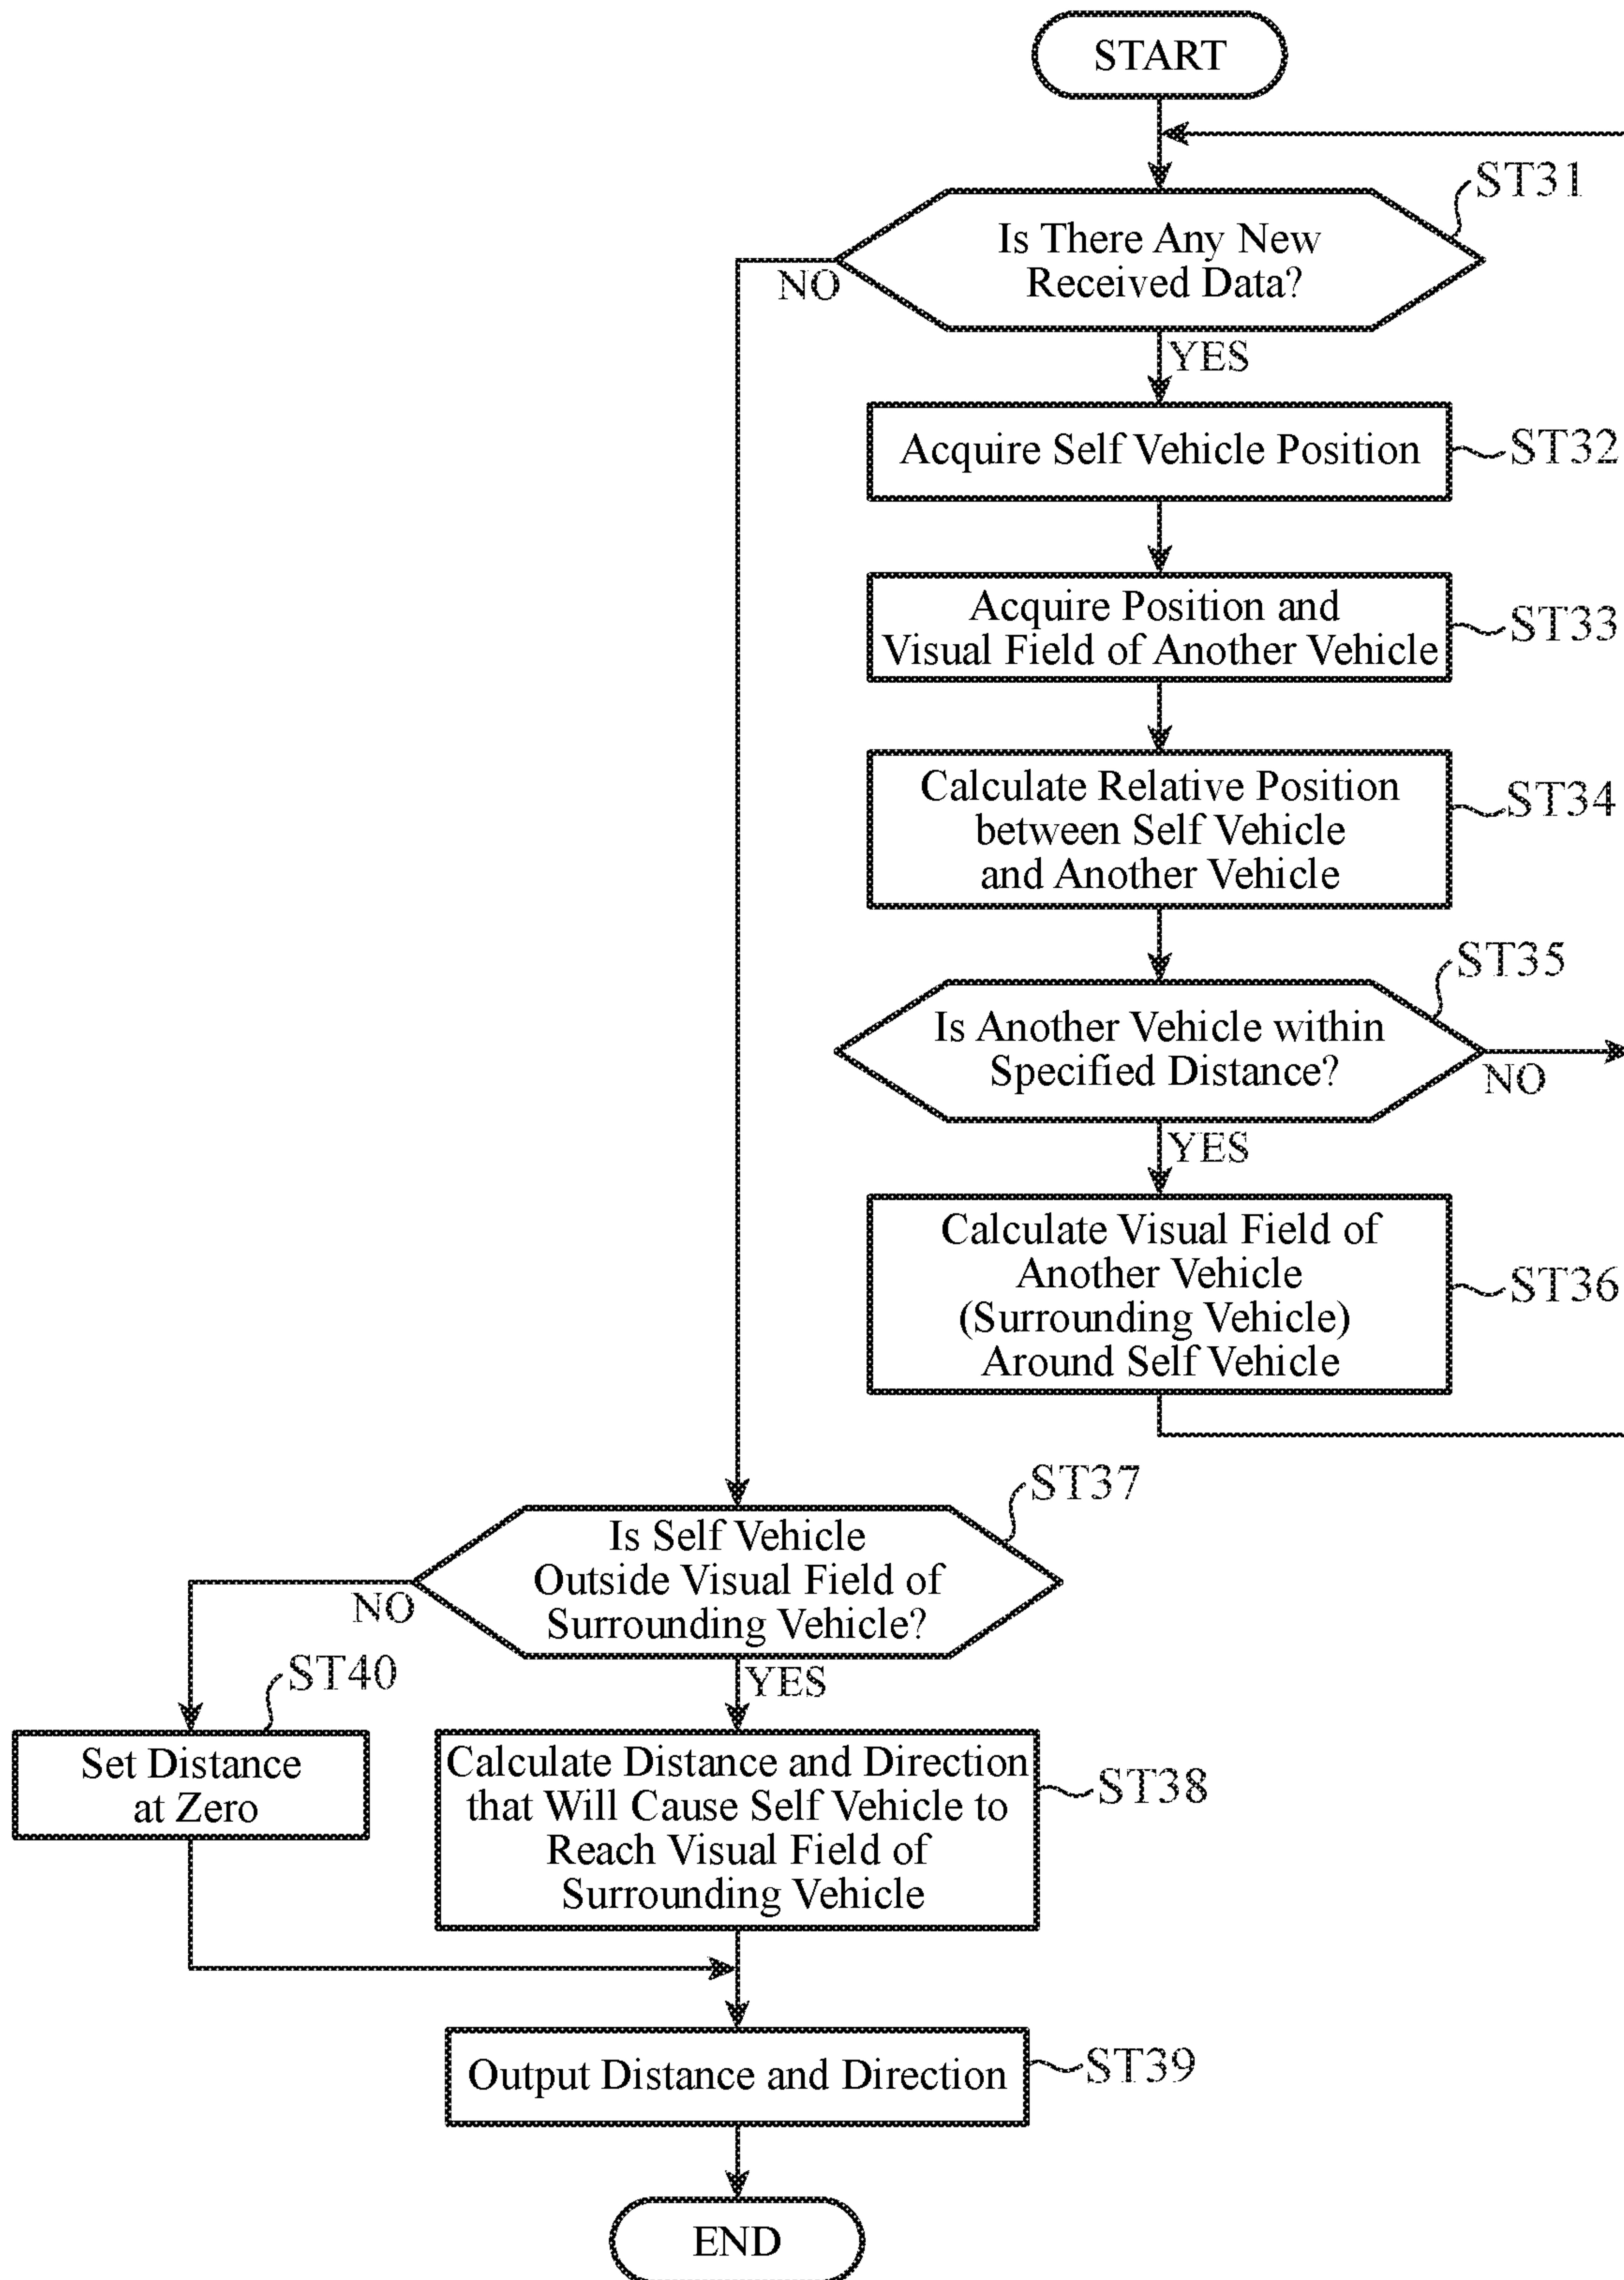 START
ST31
Is There Any New
Received Data?
NO
YES
Acquire Self Vehicle Position
ST32
Acquire Position and
Visual Field of Another Vehicle
ST33
Calculate Relative Position
between Self Vehicle
and Another Vehicle
ST34
ST35
Is Another Vehicle within
Specified Distance?
NO
YES
Calculate Visual Field of
Another Vehicle
(Surrounding Vehicle)
Around Self Vehicle
ST36
ST37
Is Self Vehicle
Outside Visual Field of
Surrounding Vehicle?
NO
YES
ST40
Set Distance
at Zero
Calculate Distance and Direction
that Will Cause Self Vehicle to
Reach Visual Field of
Surrounding Vehicle
ST38
Output Distance and Direction
ST39
END